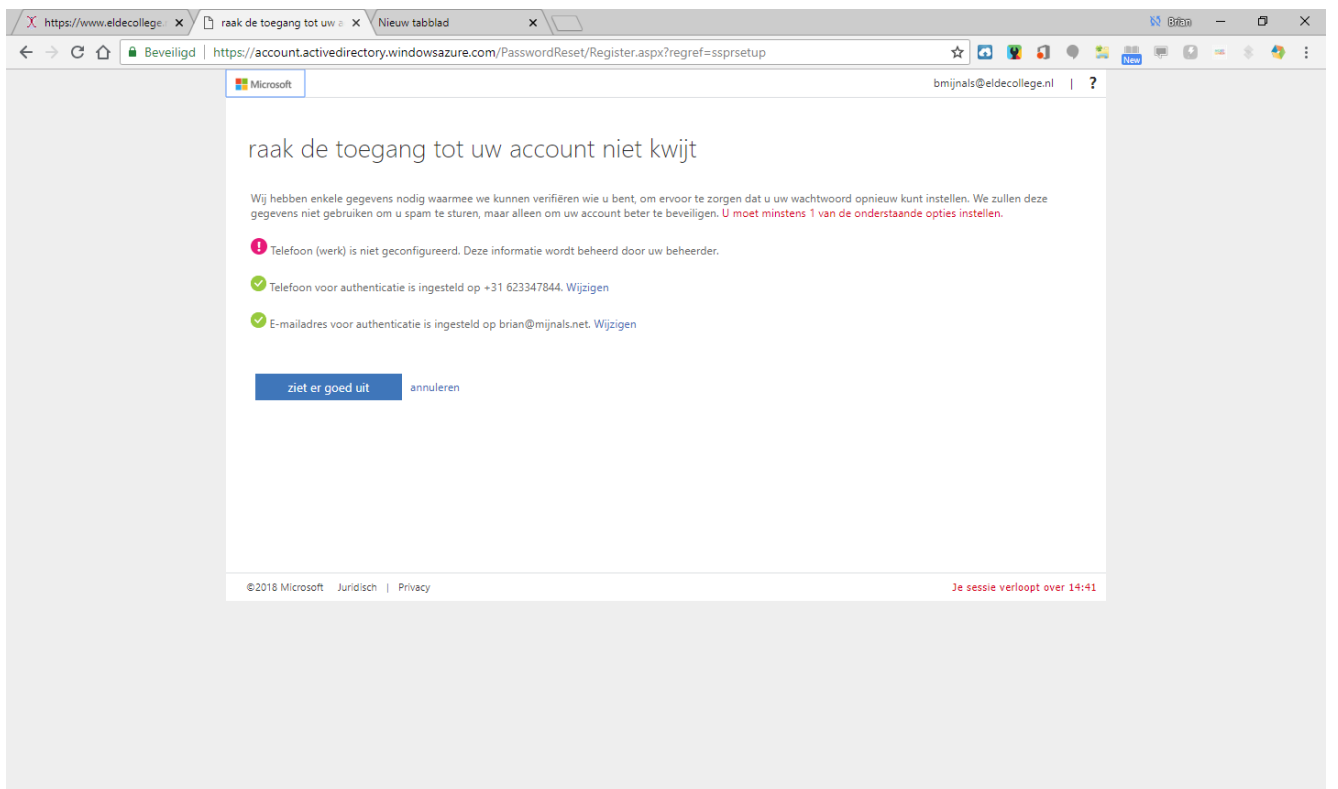 https://www.eldecollege.
raak de toegang tot uw a
Nieuw tabblad
Brian
Beveiligd
https://account.activedirectory.windowsazure.com/PasswordReset/Register.aspx?regref=ssprsetup
New
Microsoft
bmijnals@eldecollege.nl | ?
raak de toegang tot uw account niet kwijt
Wij hebben enkele gegevens nodig waarmee we kunnen verifiëren wie u bent, om ervoor te zorgen dat u uw wachtwoord opnieuw kunt instellen. We zullen deze
gegevens niet gebruiken om u spam te sturen, maar alleen om uw account beter te beveiligen. U moet minstens 1 van de onderstaande opties instellen.
Telefoon (werk) is niet geconfigureerd. Deze informatie wordt beheerd door uw beheerder.
Telefoon voor authenticatie is ingesteld op +31 623347844. Wijzigen
E-mailadres voor authenticatie is ingesteld op brian@mijnals.net. Wijzigen
ziet er goed uit
annuleren
©2018 Microsoft Juridisch | Privacy
Je sessie verloopt over 14:41